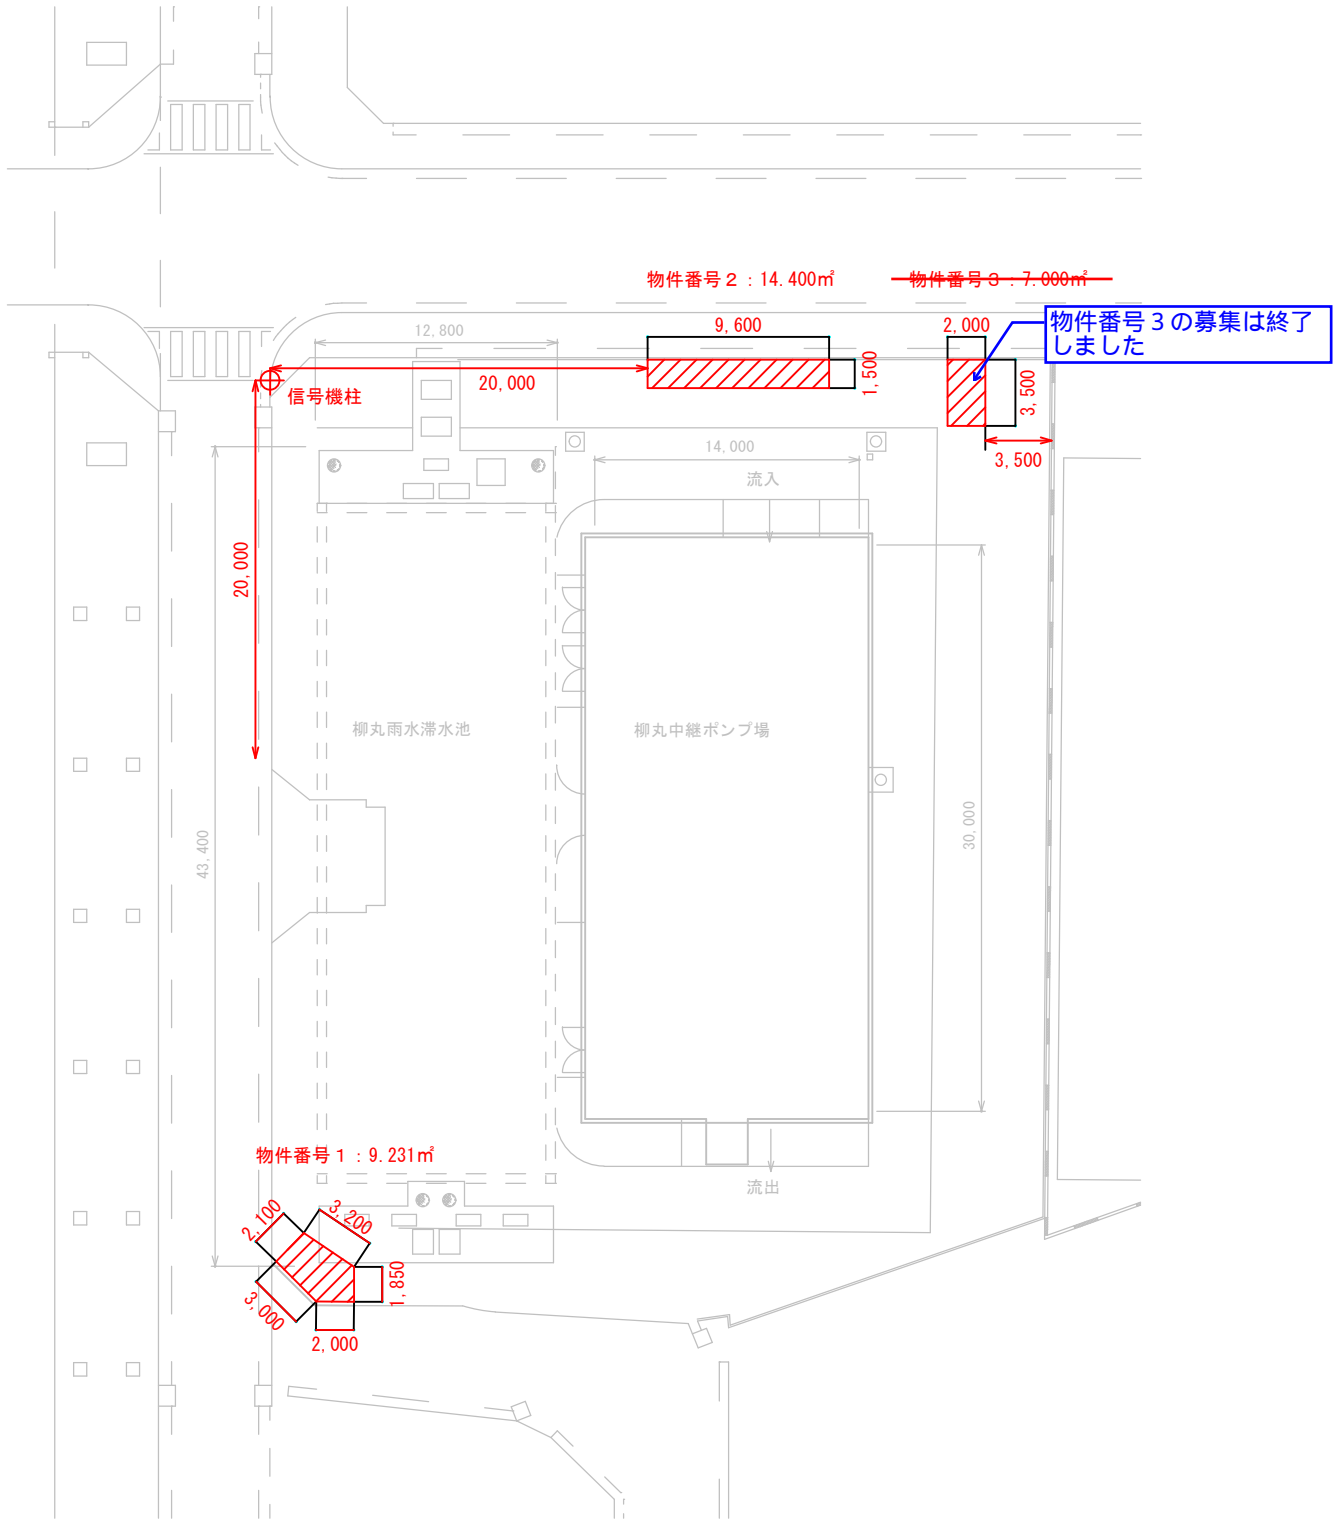 物件番号２：14.400㎡
物件番号３：7.000㎡
物件番号３の募集は終了
しました
12,800
9,600
2,000
1,500
20,000
信号機柱
3,500
3,500
14,000
流入
20,000
柳丸雨水滞水池
柳丸中継ポンプ場
43,400
30,000
物件番号１：9.231㎡
流出
2,100
3,200
1,850
3,000
2,000